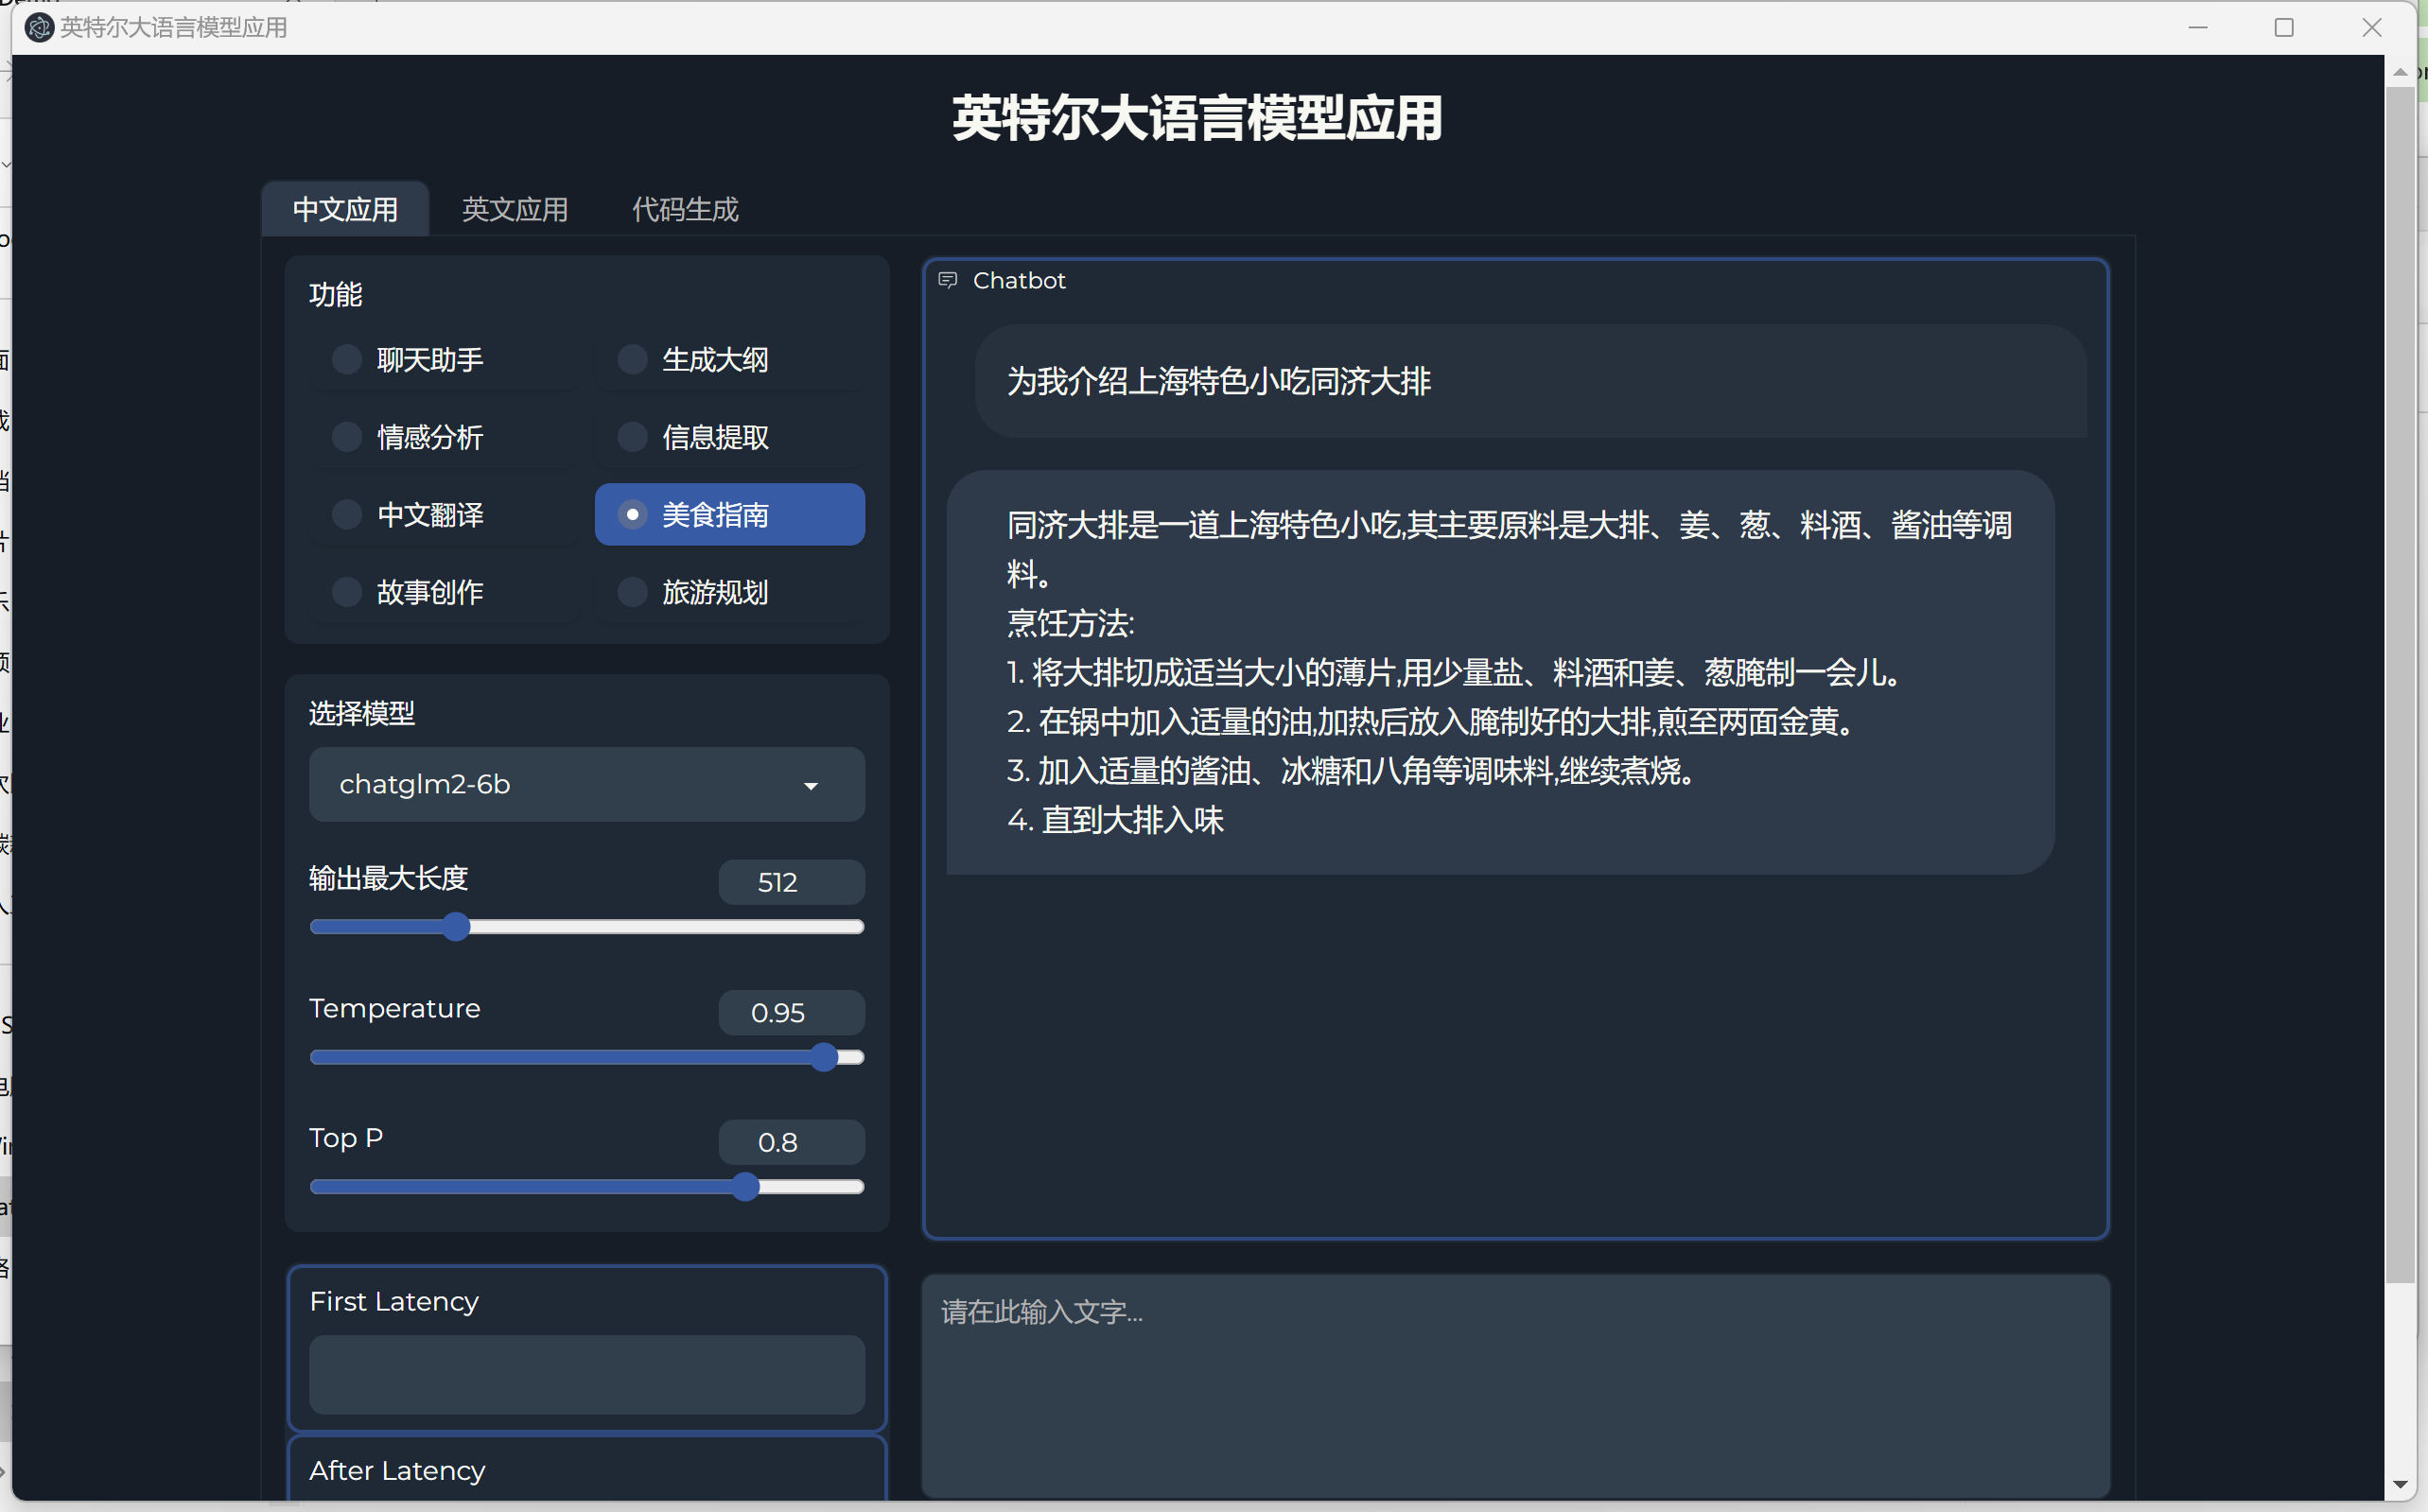 英特尔大语言模型应用
英特尔大语言模型应用
中文应用 英文应用 代码生成
功能
聊天助手 生成大纲
情感分析 信息提取
中文翻译 美食指南
故事创作 旅游规划
选择模型
chatglm2-6b
输出最大长度 512
Temperature 0.95
Top P 0.8
First Latency
After Latency
Chatbot
为我介绍上海特色小吃同济大排
同济大排是一道上海特色小吃,其主要原料是大排、姜、葱、料酒、酱油等调
料。
烹饪方法:
1. 将大排切成适当大小的薄片,用少量盐、料酒和姜、葱腌制一会儿。
2. 在锅中加入适量的油,加热后放入腌制好的大排,煎至两面金黄。
3. 加入适量的酱油、冰糖和八角等调味料,继续煮烧。
4. 直到大排入味
请在此输入文字...